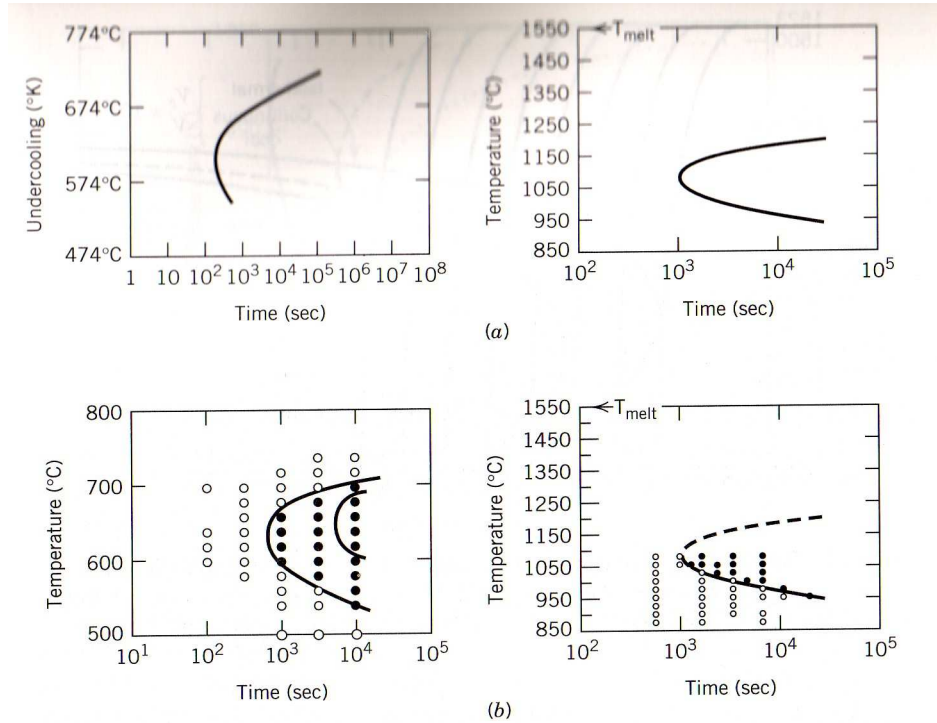 774°C
674°C
574°C
474°C
Undercooling (°K)
1 10 10² 10³ 10⁴ 10⁵ 10⁶ 10⁷ 10⁸
Time (sec)
1550
1450
1350
1250
1150
1050
950
850
T_melt
Temperature (°C)
10² 10³ 10⁴ 10⁵
Time (sec)
(a)
800
700
600
500
Temperature (°C)
10¹ 10² 10³ 10⁴ 10⁵
Time (sec)
1550
1450
1350
1250
1150
1050
950
850
T_melt
Temperature (°C)
10² 10³ 10⁴ 10⁵
Time (sec)
(b)